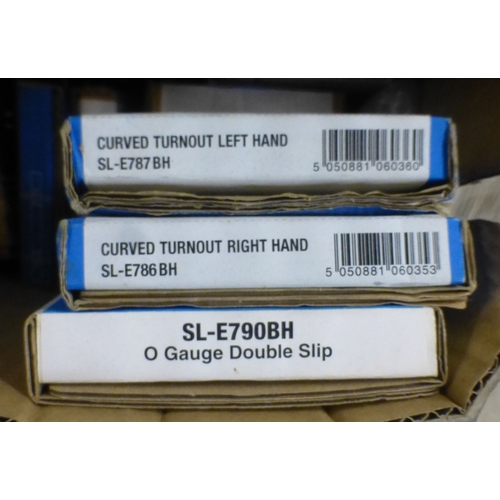 CURVED TURNOUT LEFT HAND
SL-E787BH
5 050881 060360
CURVED TURNOUT RIGHT HAND
SL-E786BH
5 050881 060353
SL-E790BH
O Gauge Double Slip